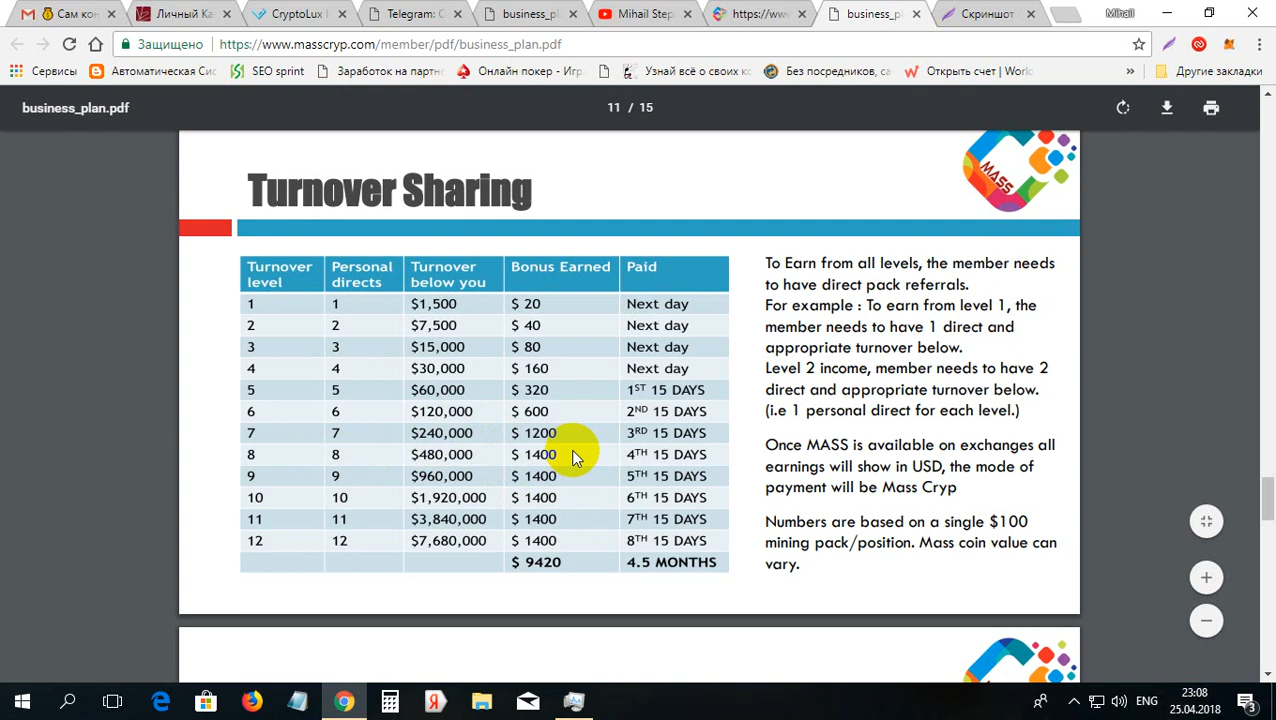 Сам кон
Личный Ка
CryptoLux
Telegram: C
business_pl
Mihail Step
https://ww
business_pl
Скриншот
Mihail
Защищено
https://www.masscryp.com/member/pdf/business_plan.pdf
Сервисы
Автоматическая Сис
SEO sprint
Заработок на партн
Онлайн покер - Игр
Узнай всё о своих к
Без посредников, са
Открыть счет | Worl
»
Другие закладки
business_plan.pdf
11 / 15
Turnover Sharing
MASS
Turnover level Personal directs Turnover below you Bonus Earned Paid
1 1 $1,500 $ 20 Next day
2 2 $7,500 $ 40 Next day
3 3 $15,000 $ 80 Next day
4 4 $30,000 $ 160 Next day
5 5 $60,000 $ 320 1ST 15 DAYS
6 6 $120,000 $ 600 2ND 15 DAYS
7 7 $240,000 $ 1200 3RD 15 DAYS
8 8 $480,000 $ 1400 4TH 15 DAYS
9 9 $960,000 $ 1400 5TH 15 DAYS
10 10 $1,920,000 $ 1400 6TH 15 DAYS
11 11 $3,840,000 $ 1400 7TH 15 DAYS
12 12 $7,680,000 $ 1400 8TH 15 DAYS
$ 9420 4.5 MONTHS
To Earn from all levels, the member needs
to have direct pack referrals.
For example : To earn from level 1, the
member needs to have 1 direct and
appropriate turnover below.
Level 2 income, member needs to have 2
direct and appropriate turnover below.
(i.e 1 personal direct for each level.)
Once MASS is available on exchanges all
earnings will show in USD, the mode of
payment will be Mass Cryp
Numbers are based on a single $100
mining pack/position. Mass coin value can
vary.
ENG
23:08
25.04.2018
3